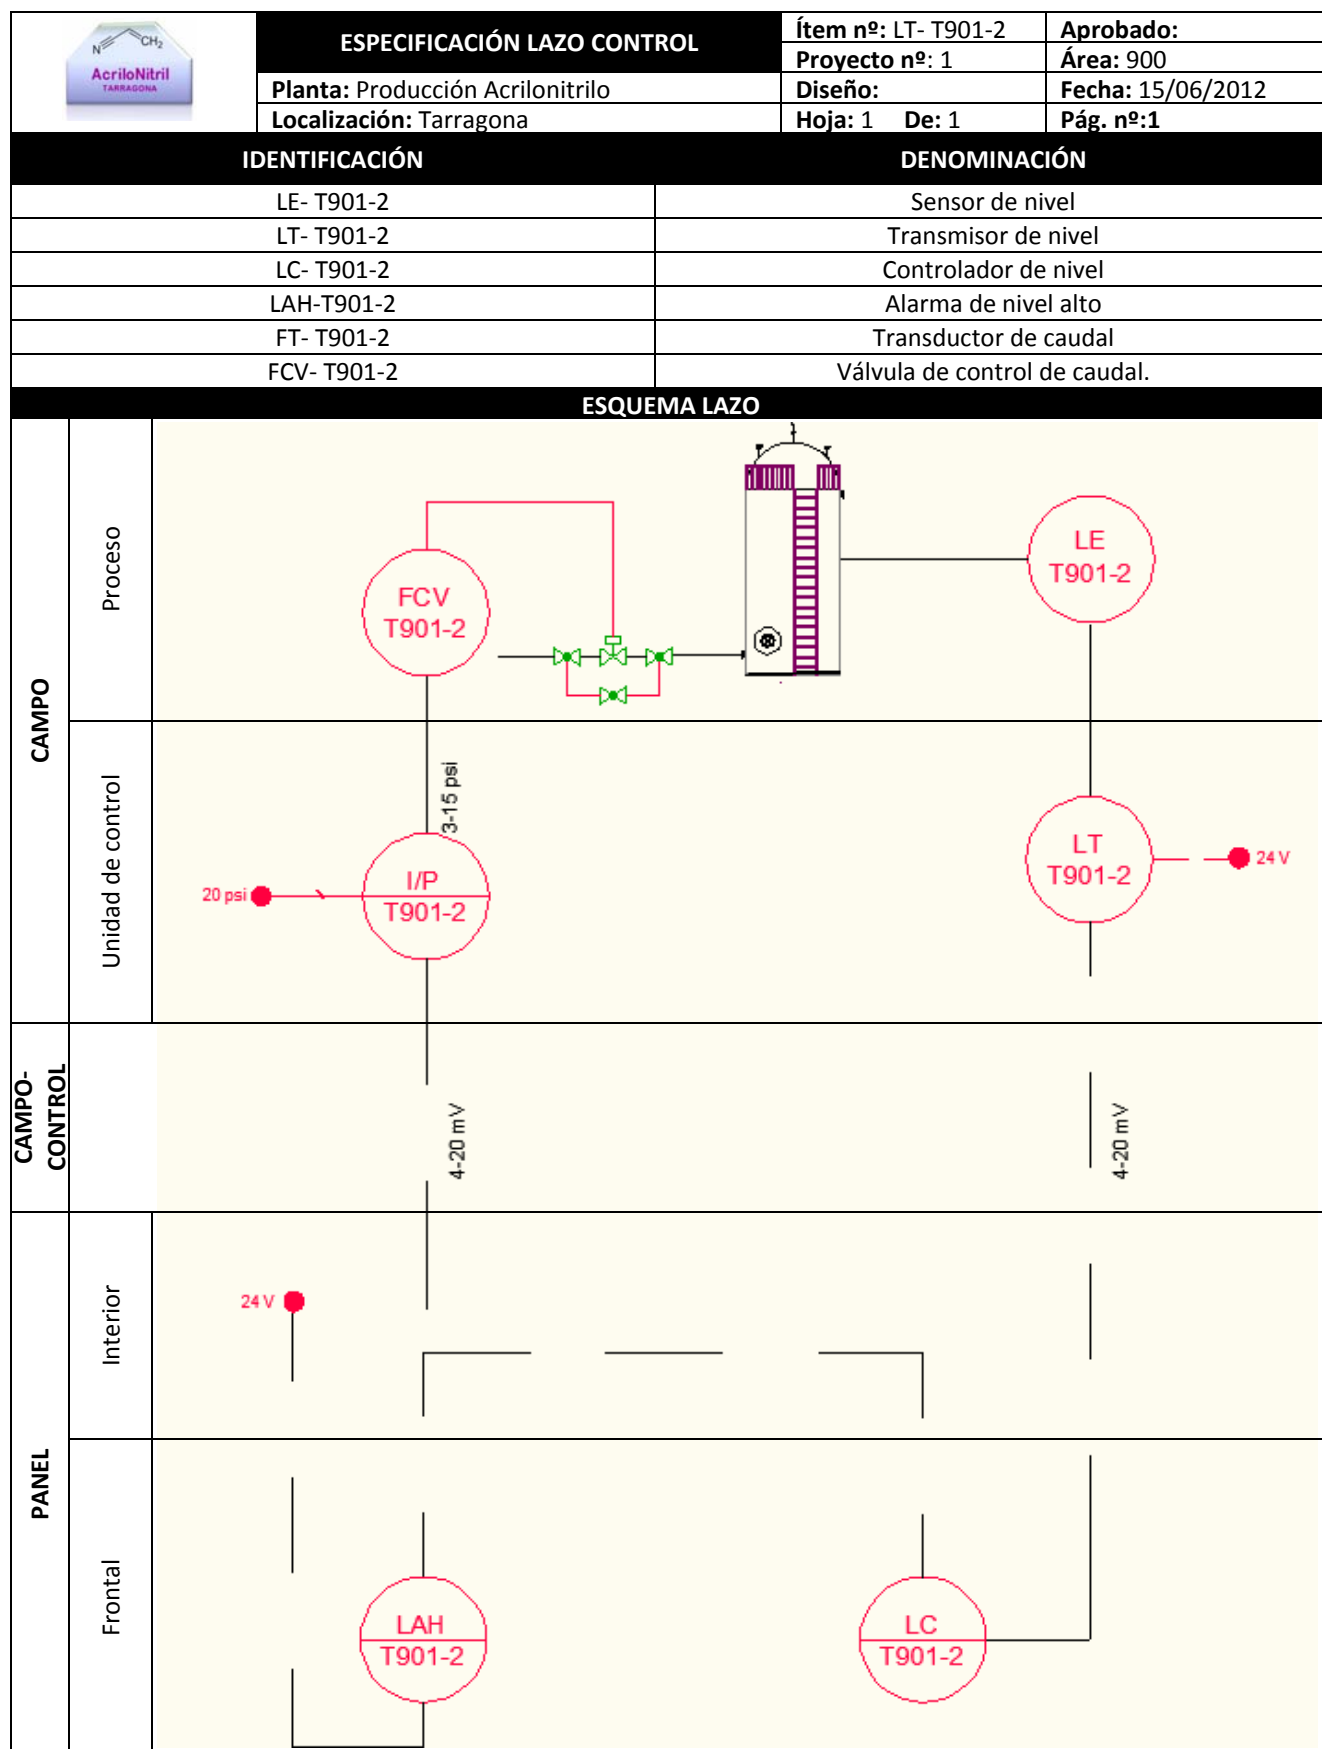 N CH2
AcriloNitril
TARRAGONA
ESPECIFICACIÓN LAZO CONTROL
Ítem nº: LT- T901-2
Aprobado:
Proyecto nº: 1
Área: 900
Planta: Producción Acrilonitrilo
Diseño:
Fecha: 15/06/2012
Localización: Tarragona
Hoja: 1 De: 1
Pág. nº:1
IDENTIFICACIÓN
DENOMINACIÓN
LE- T901-2
Sensor de nivel
LT- T901-2
Transmisor de nivel
LC- T901-2
Controlador de nivel
LAH-T901-2
Alarma de nivel alto
FT- T901-2
Transductor de caudal
FCV- T901-2
Válvula de control de caudal.
ESQUEMA LAZO
CAMPO
Proceso
FCV
T901-2
LE
T901-2
Unidad de control
3-15 psi
20 psi
I/P
T901-2
LT
T901-2
24 V
CAMPO-
CONTROL
4-20 mV
4-20 mV
PANEL
Interior
24 V
Frontal
LAH
T901-2
LC
T901-2